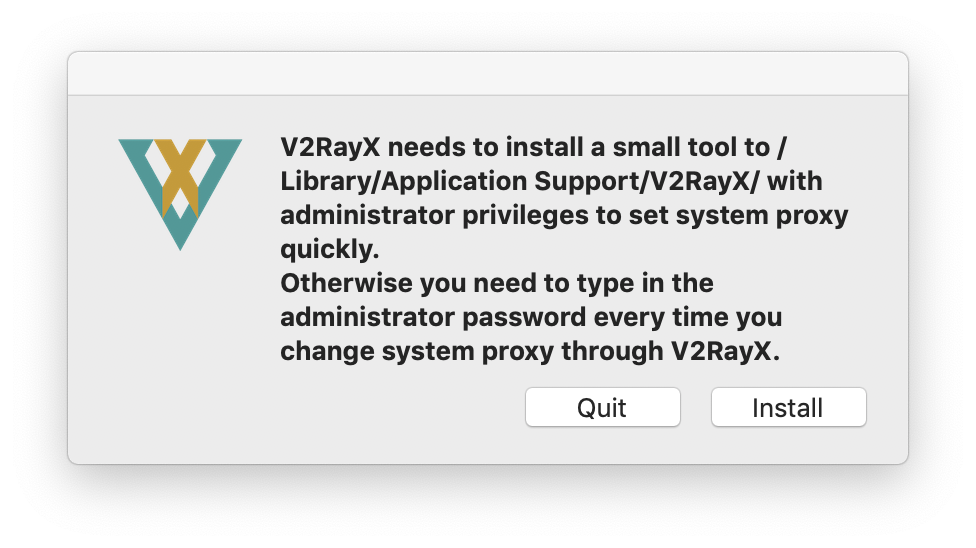 V2RayX needs to install a small tool to /
Library/Application Support/V2RayX/ with
administrator privileges to set system proxy
quickly.
Otherwise you need to type in the
administrator password every time you
change system proxy through V2RayX.
Quit
Install